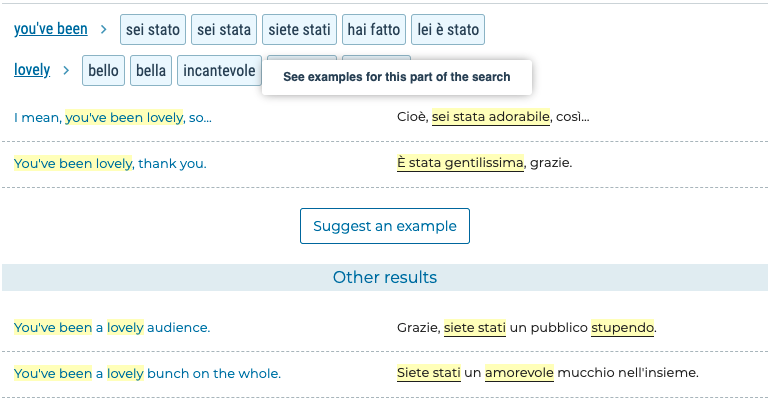 you've been > sei stato sei stata siete stati hai fatto lei è stato
lovely > bello bella incantevole
See examples for this part of the search
I mean, you've been lovely, so... Cioè, sei stata adorabile, così...
You've been lovely, thank you. È stata gentilissima, grazie.
Suggest an example
Other results
You've been a lovely audience. Grazie, siete stati un pubblico stupendo.
You've been a lovely bunch on the whole. Siete stati un amorevole mucchio nell'insieme.